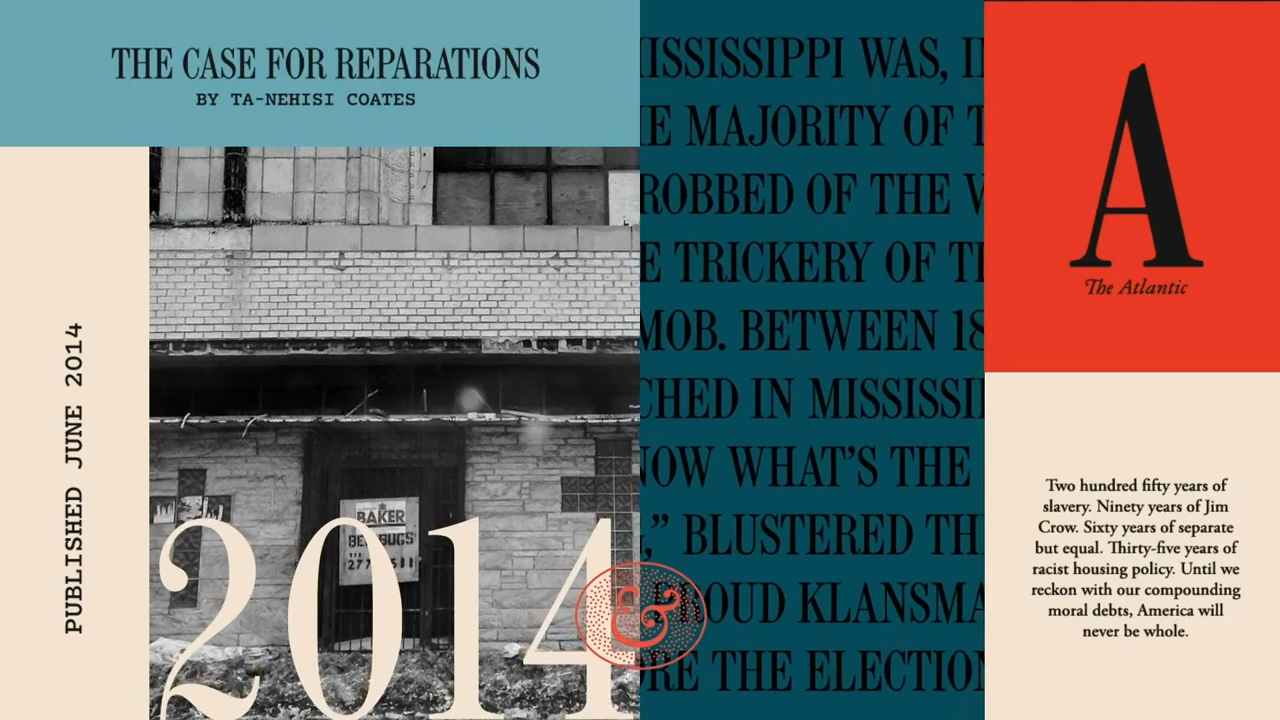 THE CASE FOR REPARATIONS
BY TA-NEHISI COATES
PUBLISHED JUNE 2014
BAKER
BUGS
2014
&
ISSISSIPPI WAS, I
E MAJORITY OF T
ROBBED OF THE
E TRICKERY OF T
MOB. BETWEEN 18
CHED IN MISSISSI
OW WHAT'S THE
," BLUSTERED TH
ROUD KLANSMA
RE THE ELECTION
A
The Atlantic
Two hundred fifty years of
slavery. Ninety years of Jim
Crow. Sixty years of separate
but equal. Thirty-five years of
racist housing policy. Until we
reckon with our compounding
moral debts, America will
never be whole.